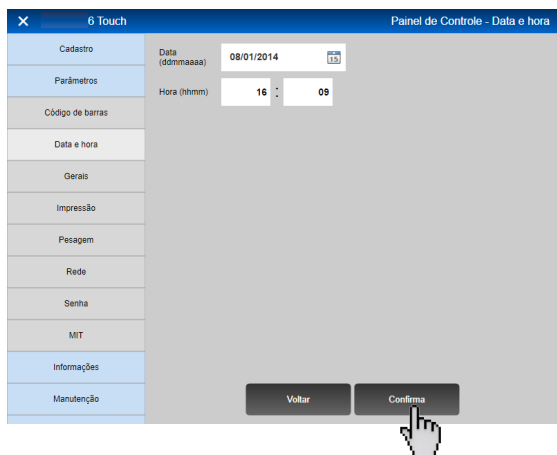 ✕ 6 Touch Painel de Controle - Data e hora
Cadastro
Parâmetros
Código de barras
Data e hora
Gerais
Impressão
Pesagem
Rede
Senha
MIT
Informações
Manutenção
Data
(ddmmaaaa)
08/01/2014
15
Hora (hhmm) 16 : 09
Voltar Confirma